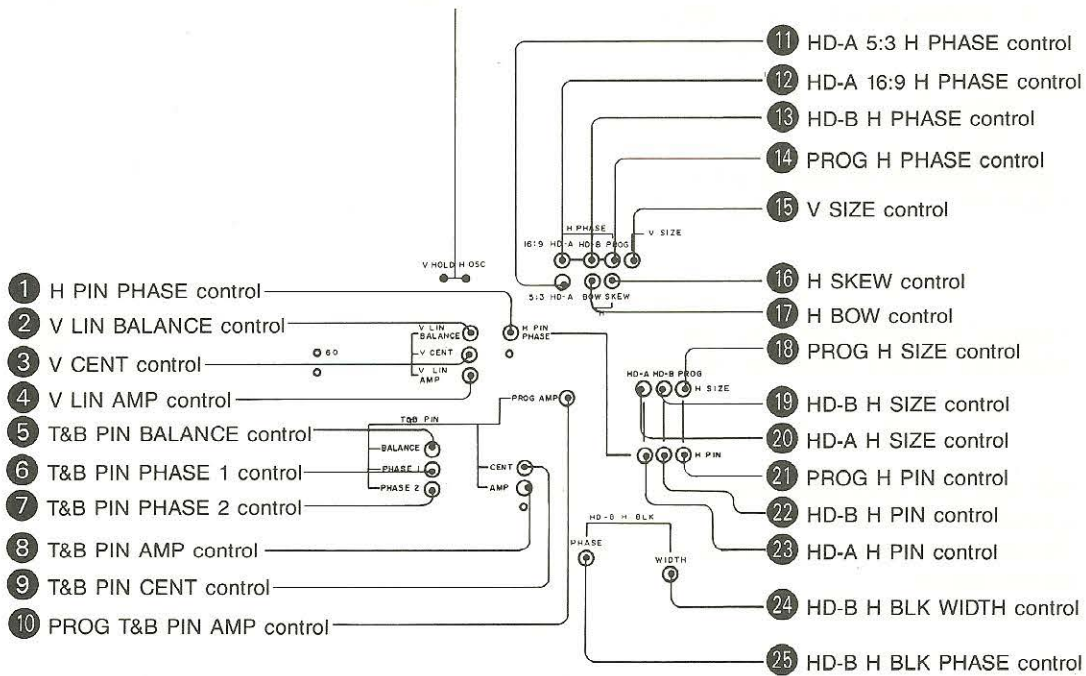 11 HD-A 5:3 H PHASE control
12 HD-A 16:9 H PHASE control
13 HD-B H PHASE control
14 PROG H PHASE control
15 V SIZE control
H PHASE
V SIZE
16:9 HD-A HD-B PROG
V HOLD H OSC
5:3 HD-A BOW SKEW
H
1 H PIN PHASE control
16 H SKEW control
2 V LIN BALANCE control
17 H BOW control
V LIN
BALANCE
H PIN
PHASE
3 V CENT control
60
V CENT
18 PROG H SIZE control
4 V LIN AMP control
V LIN
AMP
HD-A HD-B PROG
H SIZE
19 HD-B H SIZE control
PROG AMP
5 T&B PIN BALANCE control
T&B PIN
20 HD-A H SIZE control
BALANCE
H PIN
6 T&B PIN PHASE 1 control
PHASE 1
CENT
21 PROG H PIN control
7 T&B PIN PHASE 2 control
PHASE 2
AMP
22 HD-B H PIN control
HD-B H BLK
8 T&B PIN AMP control
PHASE
23 HD-A H PIN control
WIDTH
9 T&B PIN CENT control
24 HD-B H BLK WIDTH control
10 PROG T&B PIN AMP control
25 HD-B H BLK PHASE control